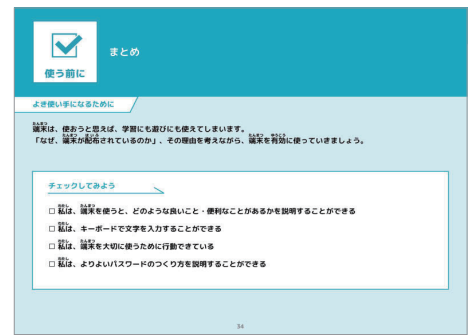 使う前に
まとめ
よき使い手になるために
端末は、使おうと思えば、学習にも遊びにも使えてしまいます。
「なぜ、端末が配布されているのか」、その理由を考えながら、端末を有効に使っていきましょう。
チェックしてみよう
□ 私は、端末を使うと、どのような良いこと・便利なことがあるかを説明することができる
□ 私は、キーボードで文字を入力することができる
□ 私は、端末を大切に使うために行動できている
□ 私は、よりよいパスワードのつくり方を説明することができる
34